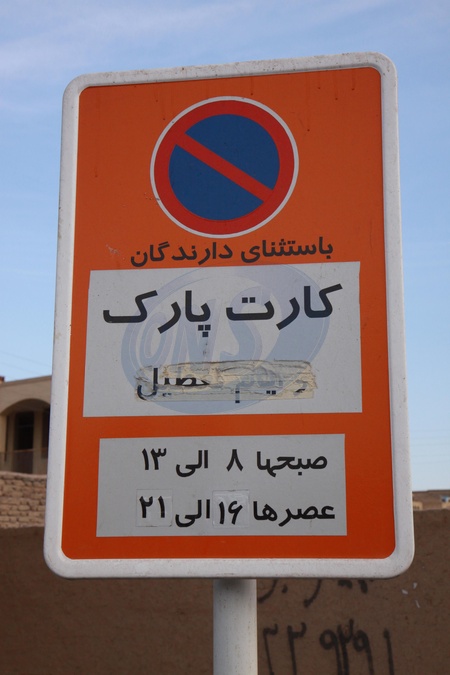 باستثنای دارندگان
کارت پارک
صبحها ۸ الی ۱۳
عصرها ۱۶ الی ۲۱